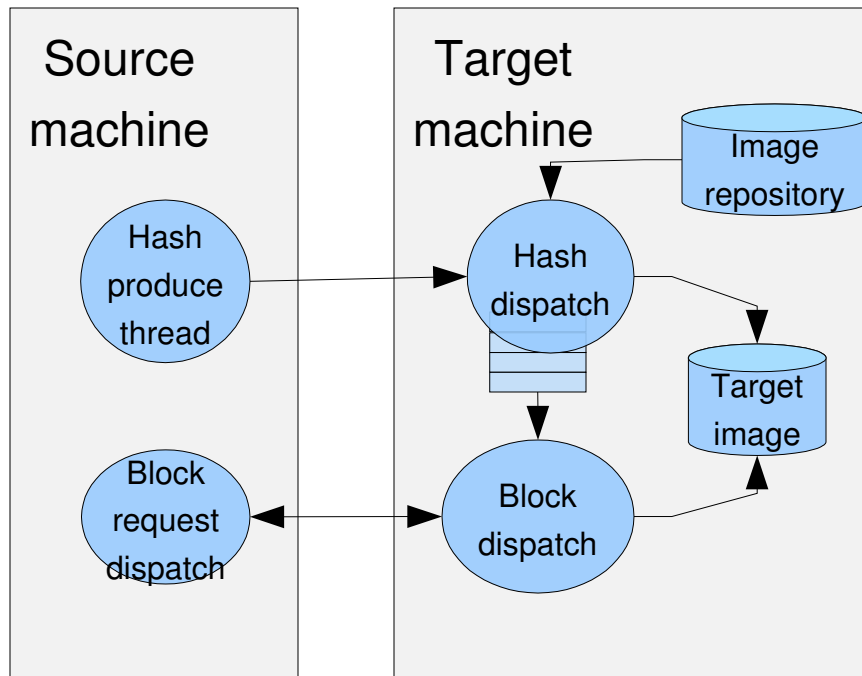 Source
machine
Target
machine
Image
repository
Hash
produce
thread
Hash
dispatch
Target
image
Block
request
dispatch
Block
dispatch